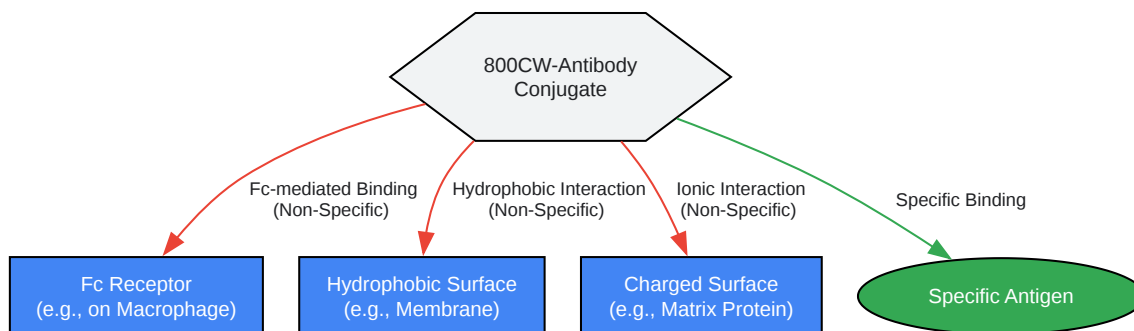 800CW-Antibody
Conjugate
Fc-mediated Binding
(Non-Specific)
Hydrophobic Interaction
(Non-Specific)
Ionic Interaction
(Non-Specific)
Specific Binding
Fc Receptor
(e.g., on Macrophage)
Hydrophobic Surface
(e.g., Membrane)
Charged Surface
(e.g., Matrix Protein)
Specific Antigen